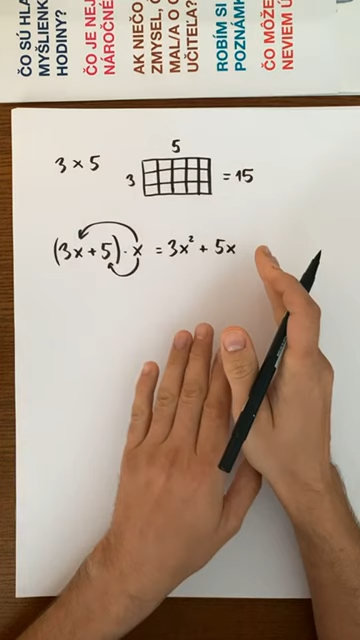 ČO SÚ HLA
MYŠLIENK
HODINY?
ČO JE NEJ
NÁROČNÉ
AK NIEČO
ZMYSEL, 
MAL/A O
UČITEĽA?
ROBÍM SI
POZNÁMK
ČO MÔŽE
NEVIEM Ú
5
3 × 5
3
= 15
(3x + 5) · x = 3x² + 5x